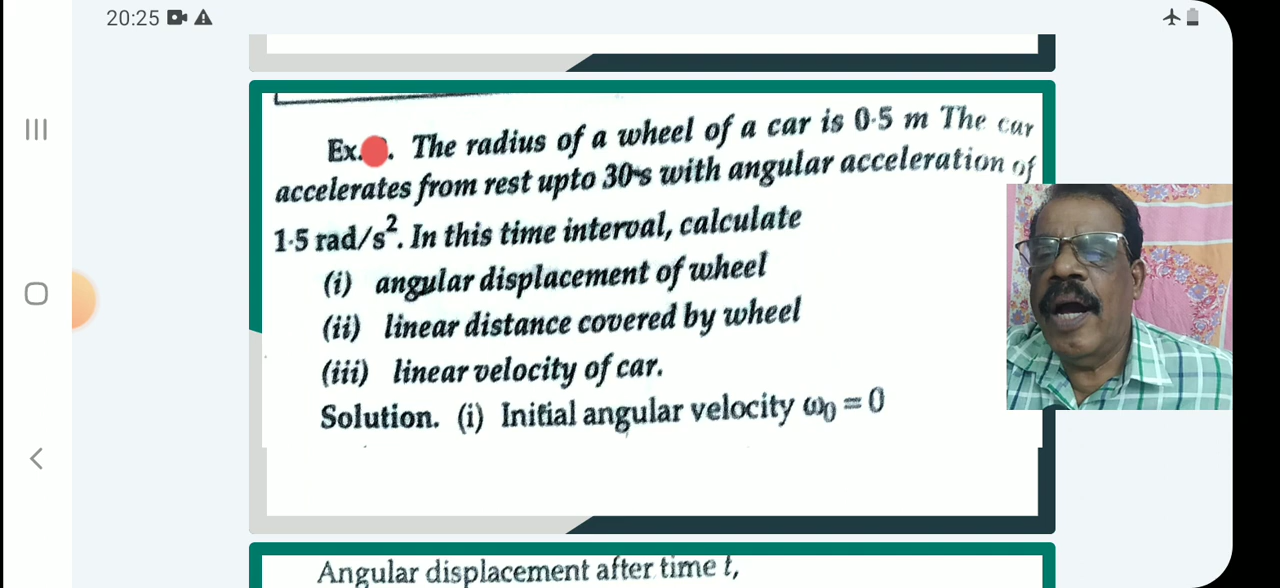 20:25
Ex. . The radius of a wheel of a car is 0·5 m The car
accelerates from rest upto 30 s with angular acceleration of
1·5 rad/s². In this time interval, calculate
(i) angular displacement of wheel
(ii) linear distance covered by wheel
(iii) linear velocity of car.
Solution. (i) Initial angular velocity ω₀ = 0
Angular displacement after time t,